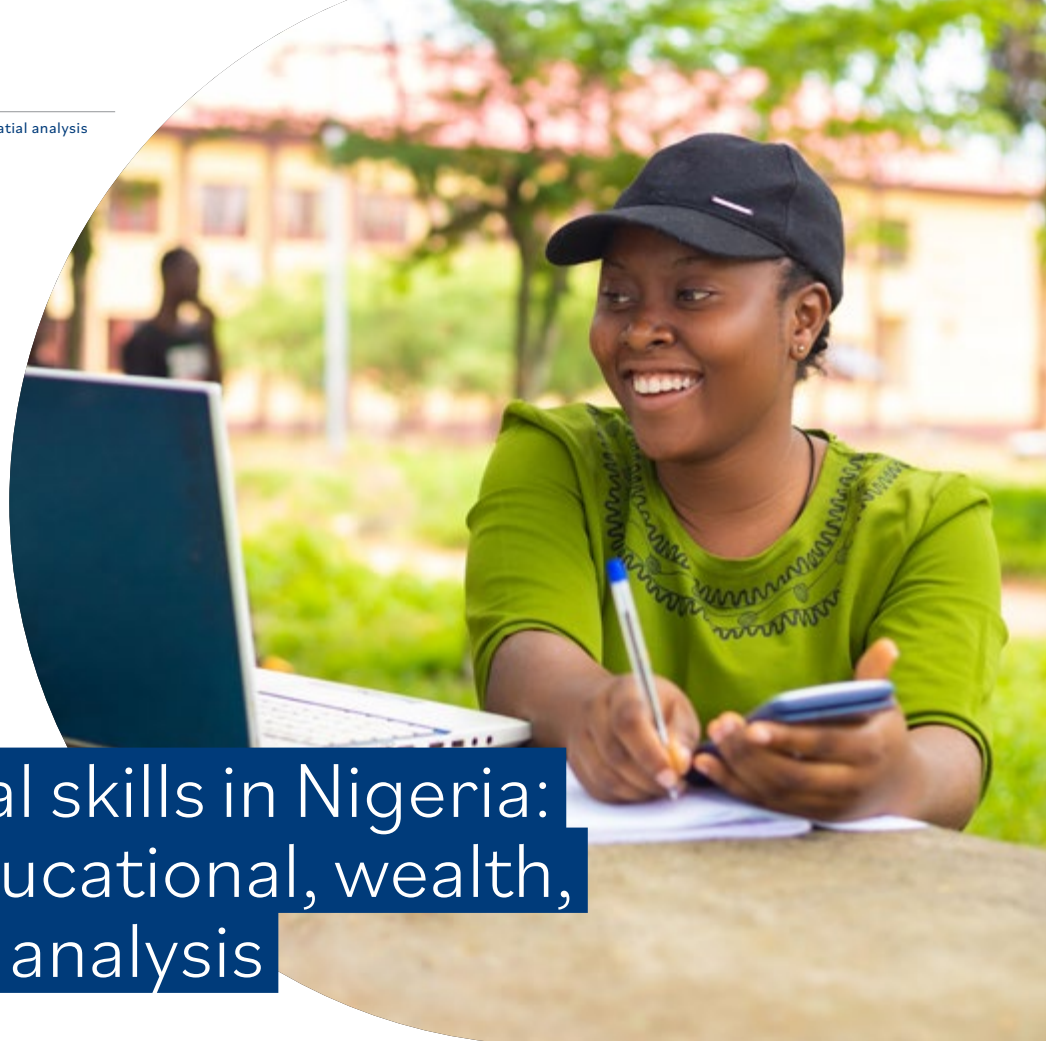 atial analysis
al skills in Nigeria:
ucational, wealth,
analysis